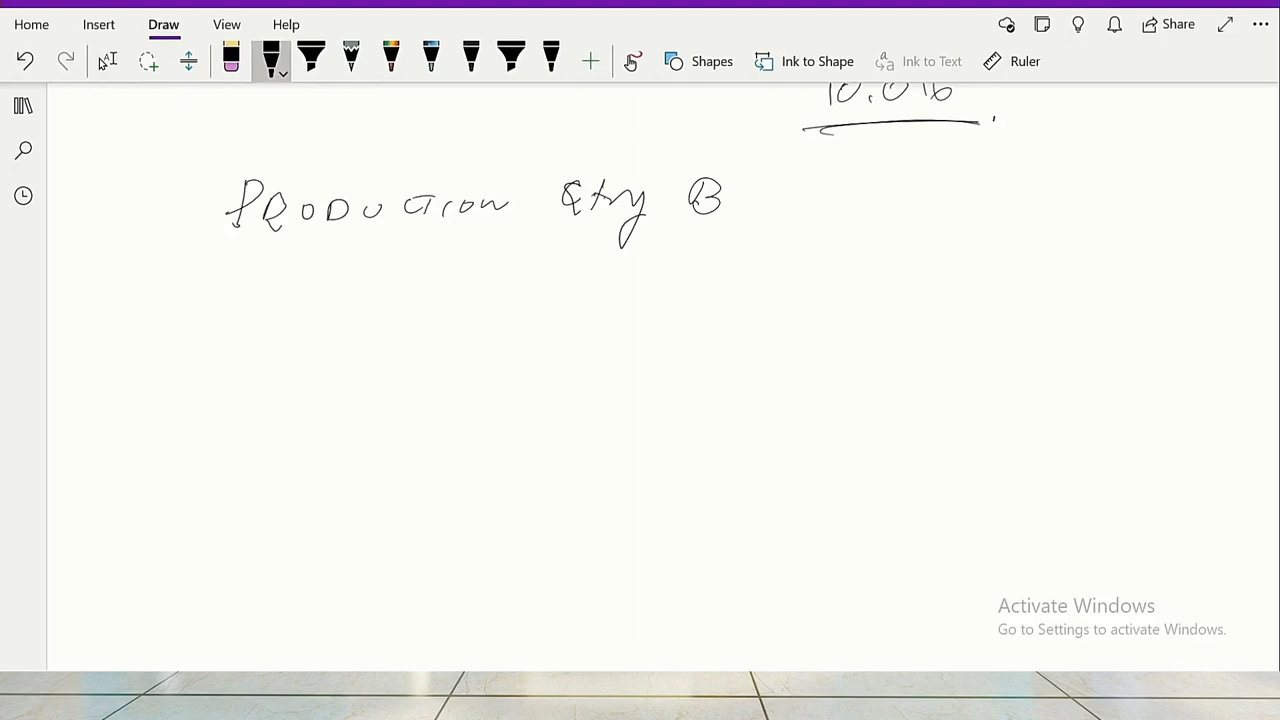 Home Insert Draw View Help Share
Shapes Ink to Shape Ink to Text Ruler
PRODUCTION Qty B
Activate Windows
Go to Settings to activate Windows.